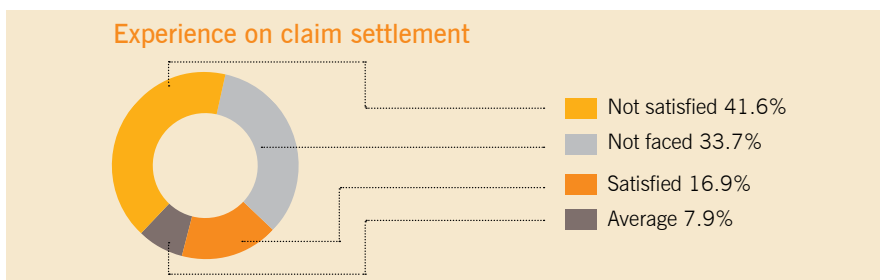 Experience on claim settlement
Not satisfied 41.6%
Not faced 33.7%
Satisfied 16.9%
Average 7.9%